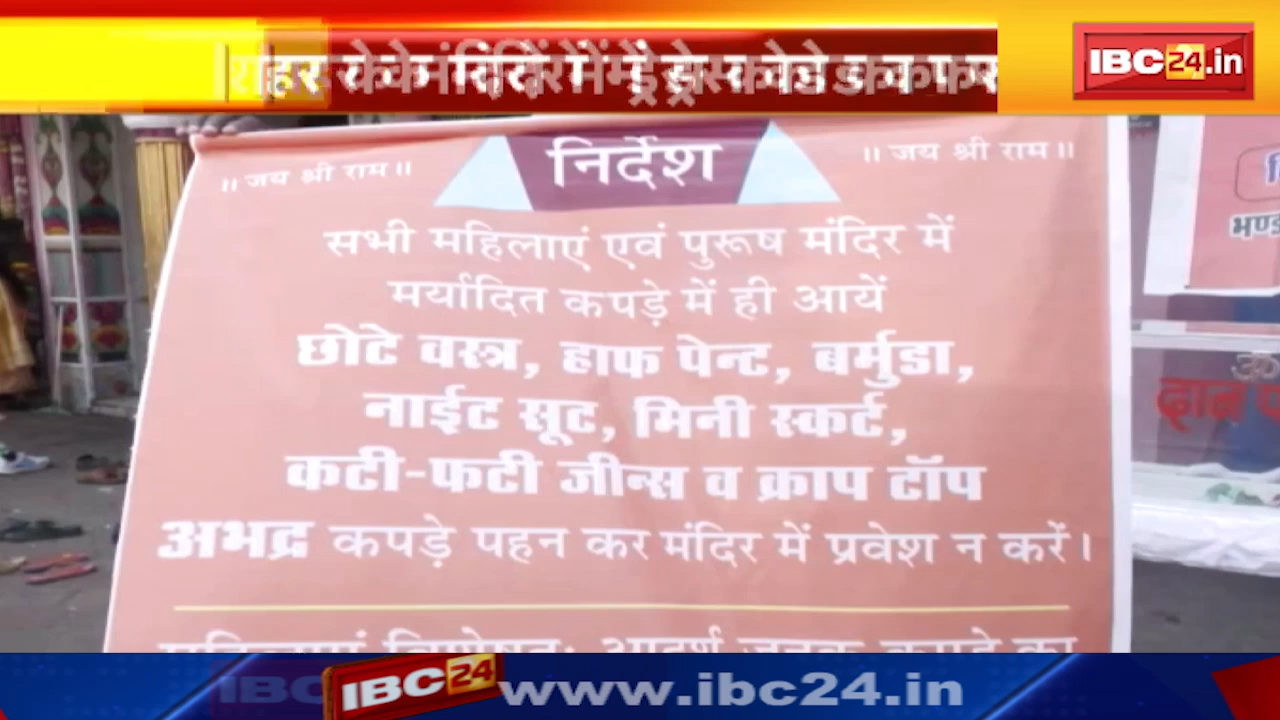 IBC24.in
॥ जय श्री राम॥
निर्देश
॥ जय श्री राम॥
सभी महिलाएं एवं पुरूष मंदिर में
मर्यादित कपड़े में ही आयें
छोटे वस्त्र, हाफ पेन्ट, बर्मुडा,
नाईट सूट, मिनी स्कर्ट,
कटी-फटी जीन्स व क्राप टॉप
अभद्र कपड़े पहन कर मंदिर में प्रवेश न करें।
दान
IBC24
www.ibc24.in